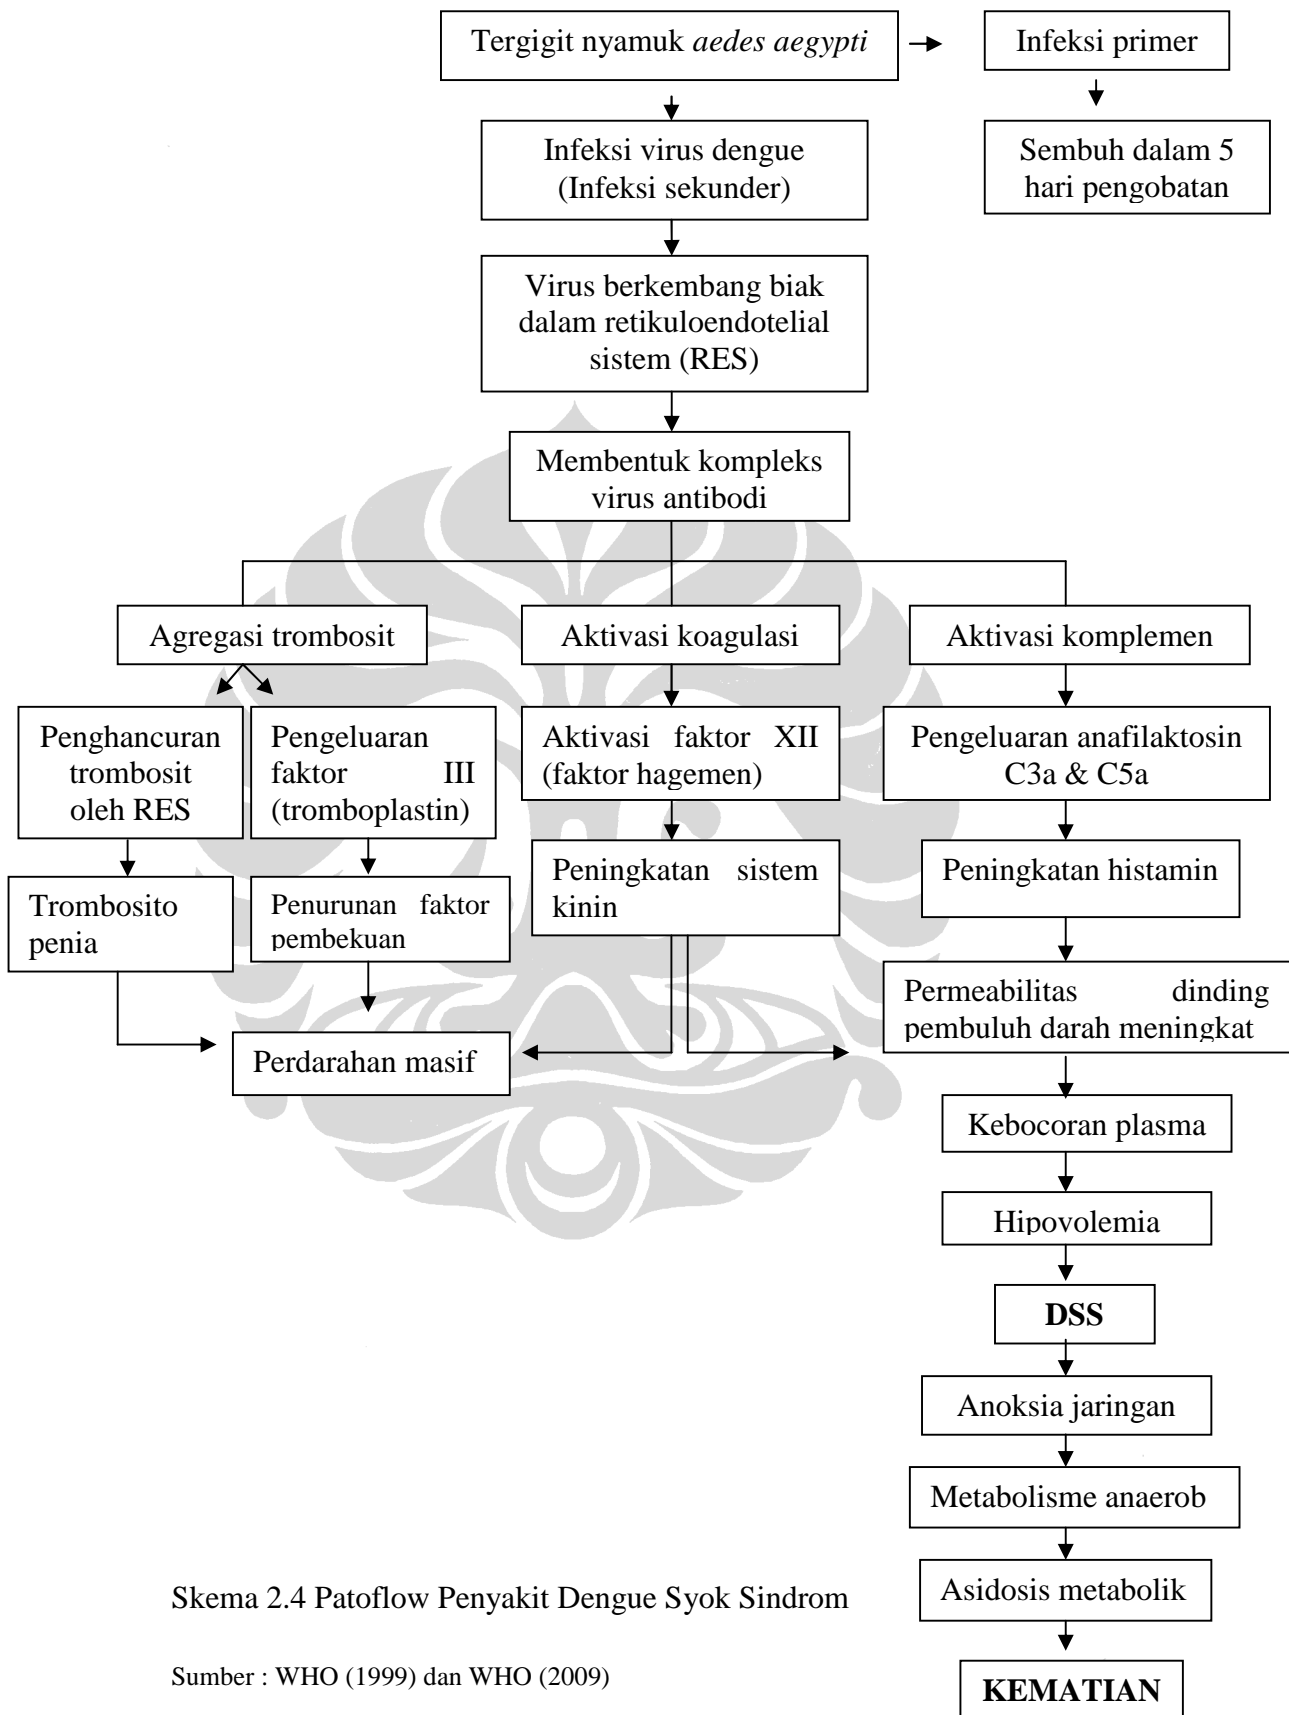 Tergigit nyamuk aedes aegypti
Infeksi primer
Infeksi virus dengue
(Infeksi sekunder)
Sembuh dalam 5
hari pengobatan
Virus berkembang biak
dalam retikuloendotelial
sistem (RES)
Membentuk kompleks
virus antibodi
Agregasi trombosit
Aktivasi koagulasi
Aktivasi komplemen
Penghancuran
trombosit
oleh RES
Pengeluaran
faktor III
(tromboplastin)
Aktivasi faktor XII
(faktor hagemen)
Pengeluaran anafilaktosin
C3a & C5a
Trombosito
penia
Penurunan faktor
pembekuan
Peningkatan sistem
kinin
Peningkatan histamin
Permeabilitas dinding
pembuluh darah meningkat
Perdarahan masif
Kebocoran plasma
Hipovolemia
DSS
Anoksia jaringan
Metabolisme anaerob
Asidosis metabolik
KEMATIAN
Skema 2.4 Patoflow Penyakit Dengue Syok Sindrom
Sumber : WHO (1999) dan WHO (2009)